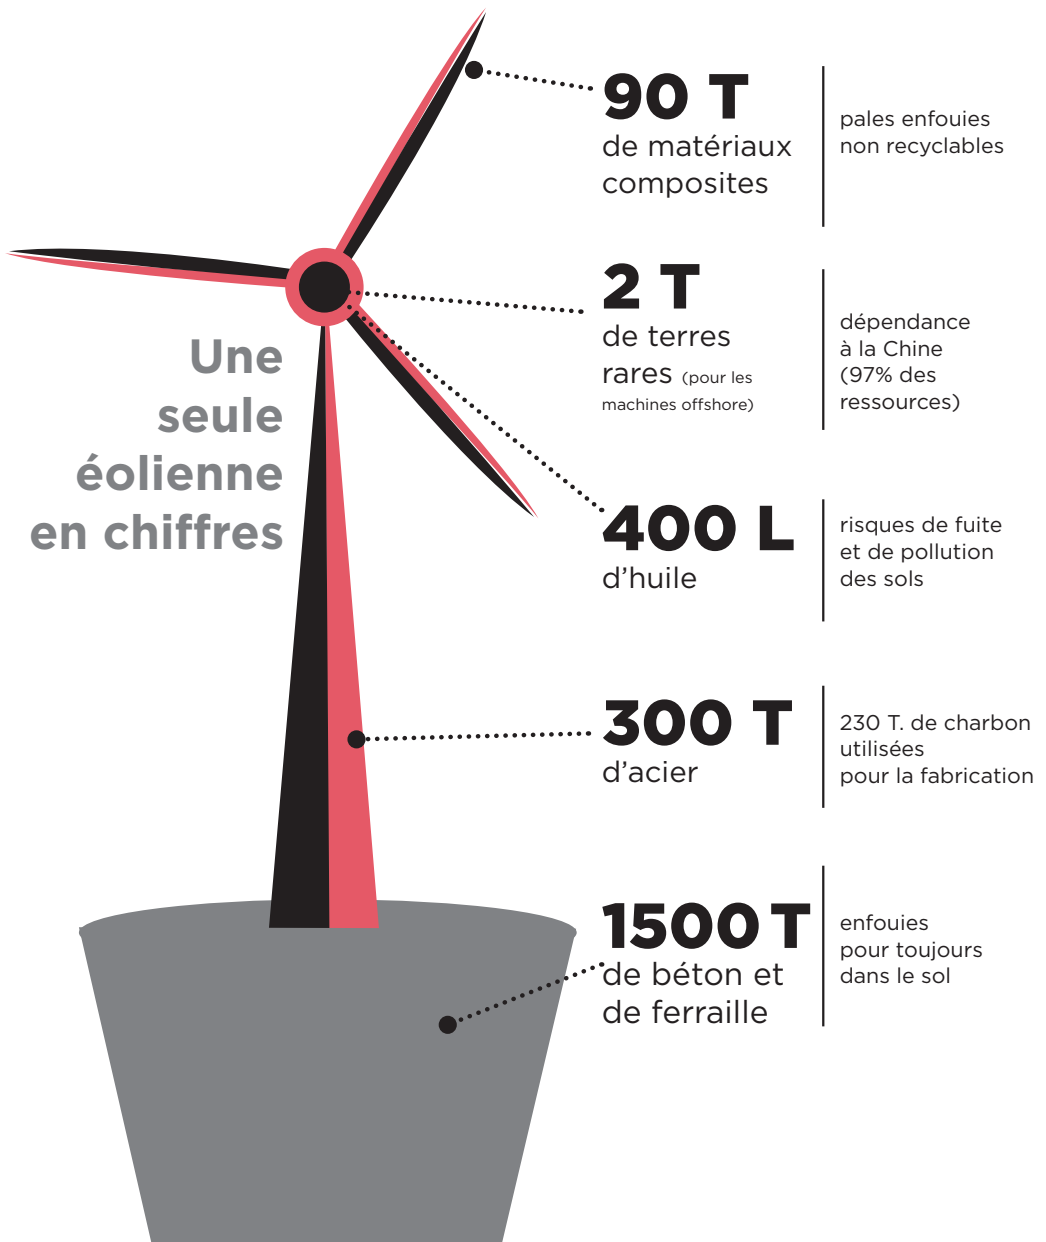 Une
seule
éolienne
en chiffres
90 T
de matériaux
composites
pales enfouies
non recyclables
2 T
de terres
rares (pour les
machines offshore)
dépendance
à la Chine
(97% des
ressources)
400 L
d’huile
risques de fuite
et de pollution
des sols
300 T
d’acier
230 T. de charbon
utilisées
pour la fabrication
1500 T
de béton et
de ferraille
enfouies
pour toujours
dans le sol